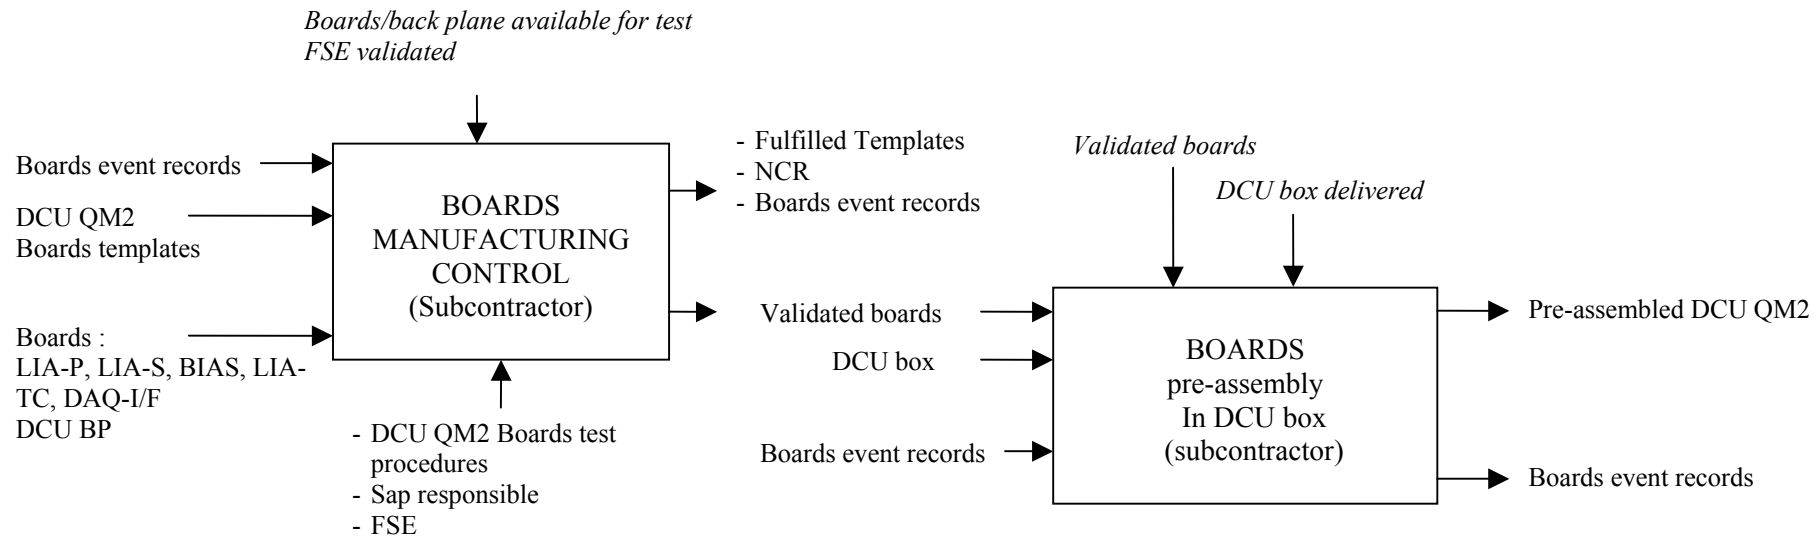 Boards/back plane available for test
FSE validated
Boards event records
DCU QM2
Boards templates
Boards :
LIA-P, LIA-S, BIAS, LIA-
TC, DAQ-I/F
DCU BP
BOARDS
MANUFACTURING
CONTROL
(Subcontractor)
- DCU QM2 Boards test
procedures
- Sap responsible
- FSE
- Fulfilled Templates
- NCR
- Boards event records
Validated boards
DCU box delivered
Validated boards
DCU box
Boards event records
BOARDS
pre-assembly
In DCU box
(subcontractor)
Pre-assembled DCU QM2
Boards event records